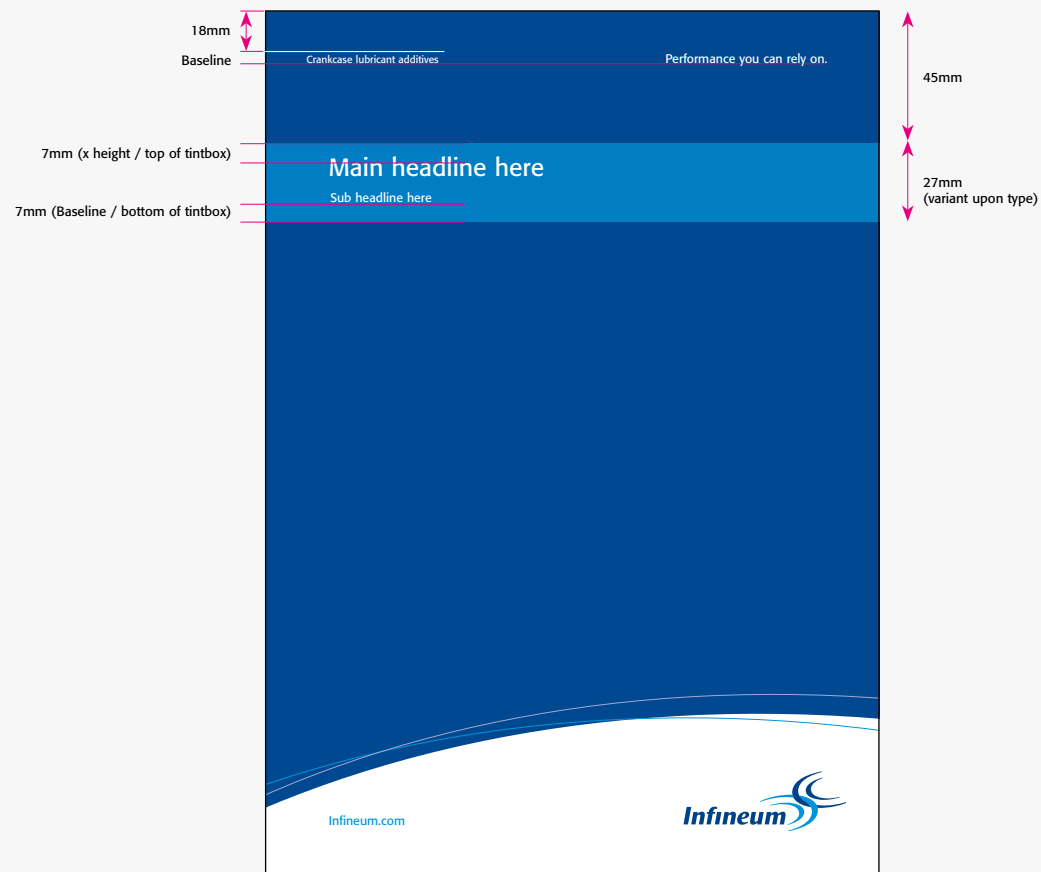 18mm
Baseline
Crankcase lubricant additives
Performance you can rely on.
45mm
7mm (x height / top of tintbox)
Main headline here
Sub headline here
7mm (Baseline / bottom of tintbox)
27mm
(variant upon type)
Infineum.com
Infineum